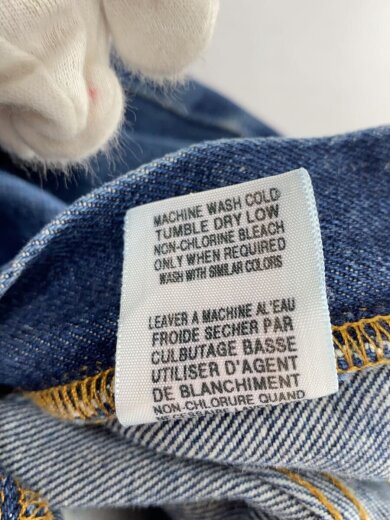 MACHINE WASH COLD
TUMBLE DRY LOW
NON-CHLORINE BLEACH
ONLY WHEN REQUIRED
WASH WITH SIMILAR COLORS
LEAVER A MACHINE AL'EAU
FROIDE SECHER PAR
CULBUTAGE BASSE
UTILISER D'AGENT
DE BLANCHIMENT
NON-CHLORURE QUAND